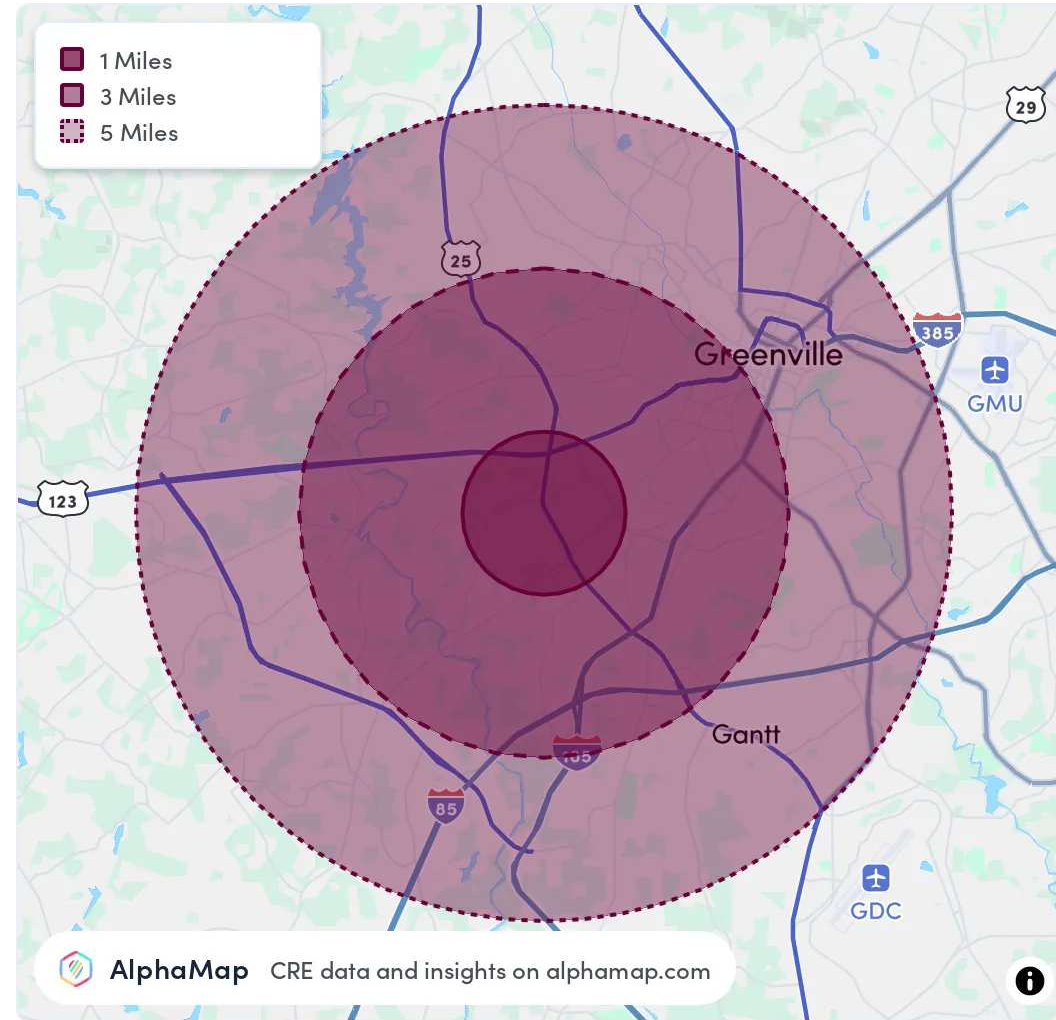 1 Miles
3 Miles
5 Miles
29
25
385
Greenville
GMU
123
Gantt
85
GDC
AlphaMap CRE data and insights on alphamap.com